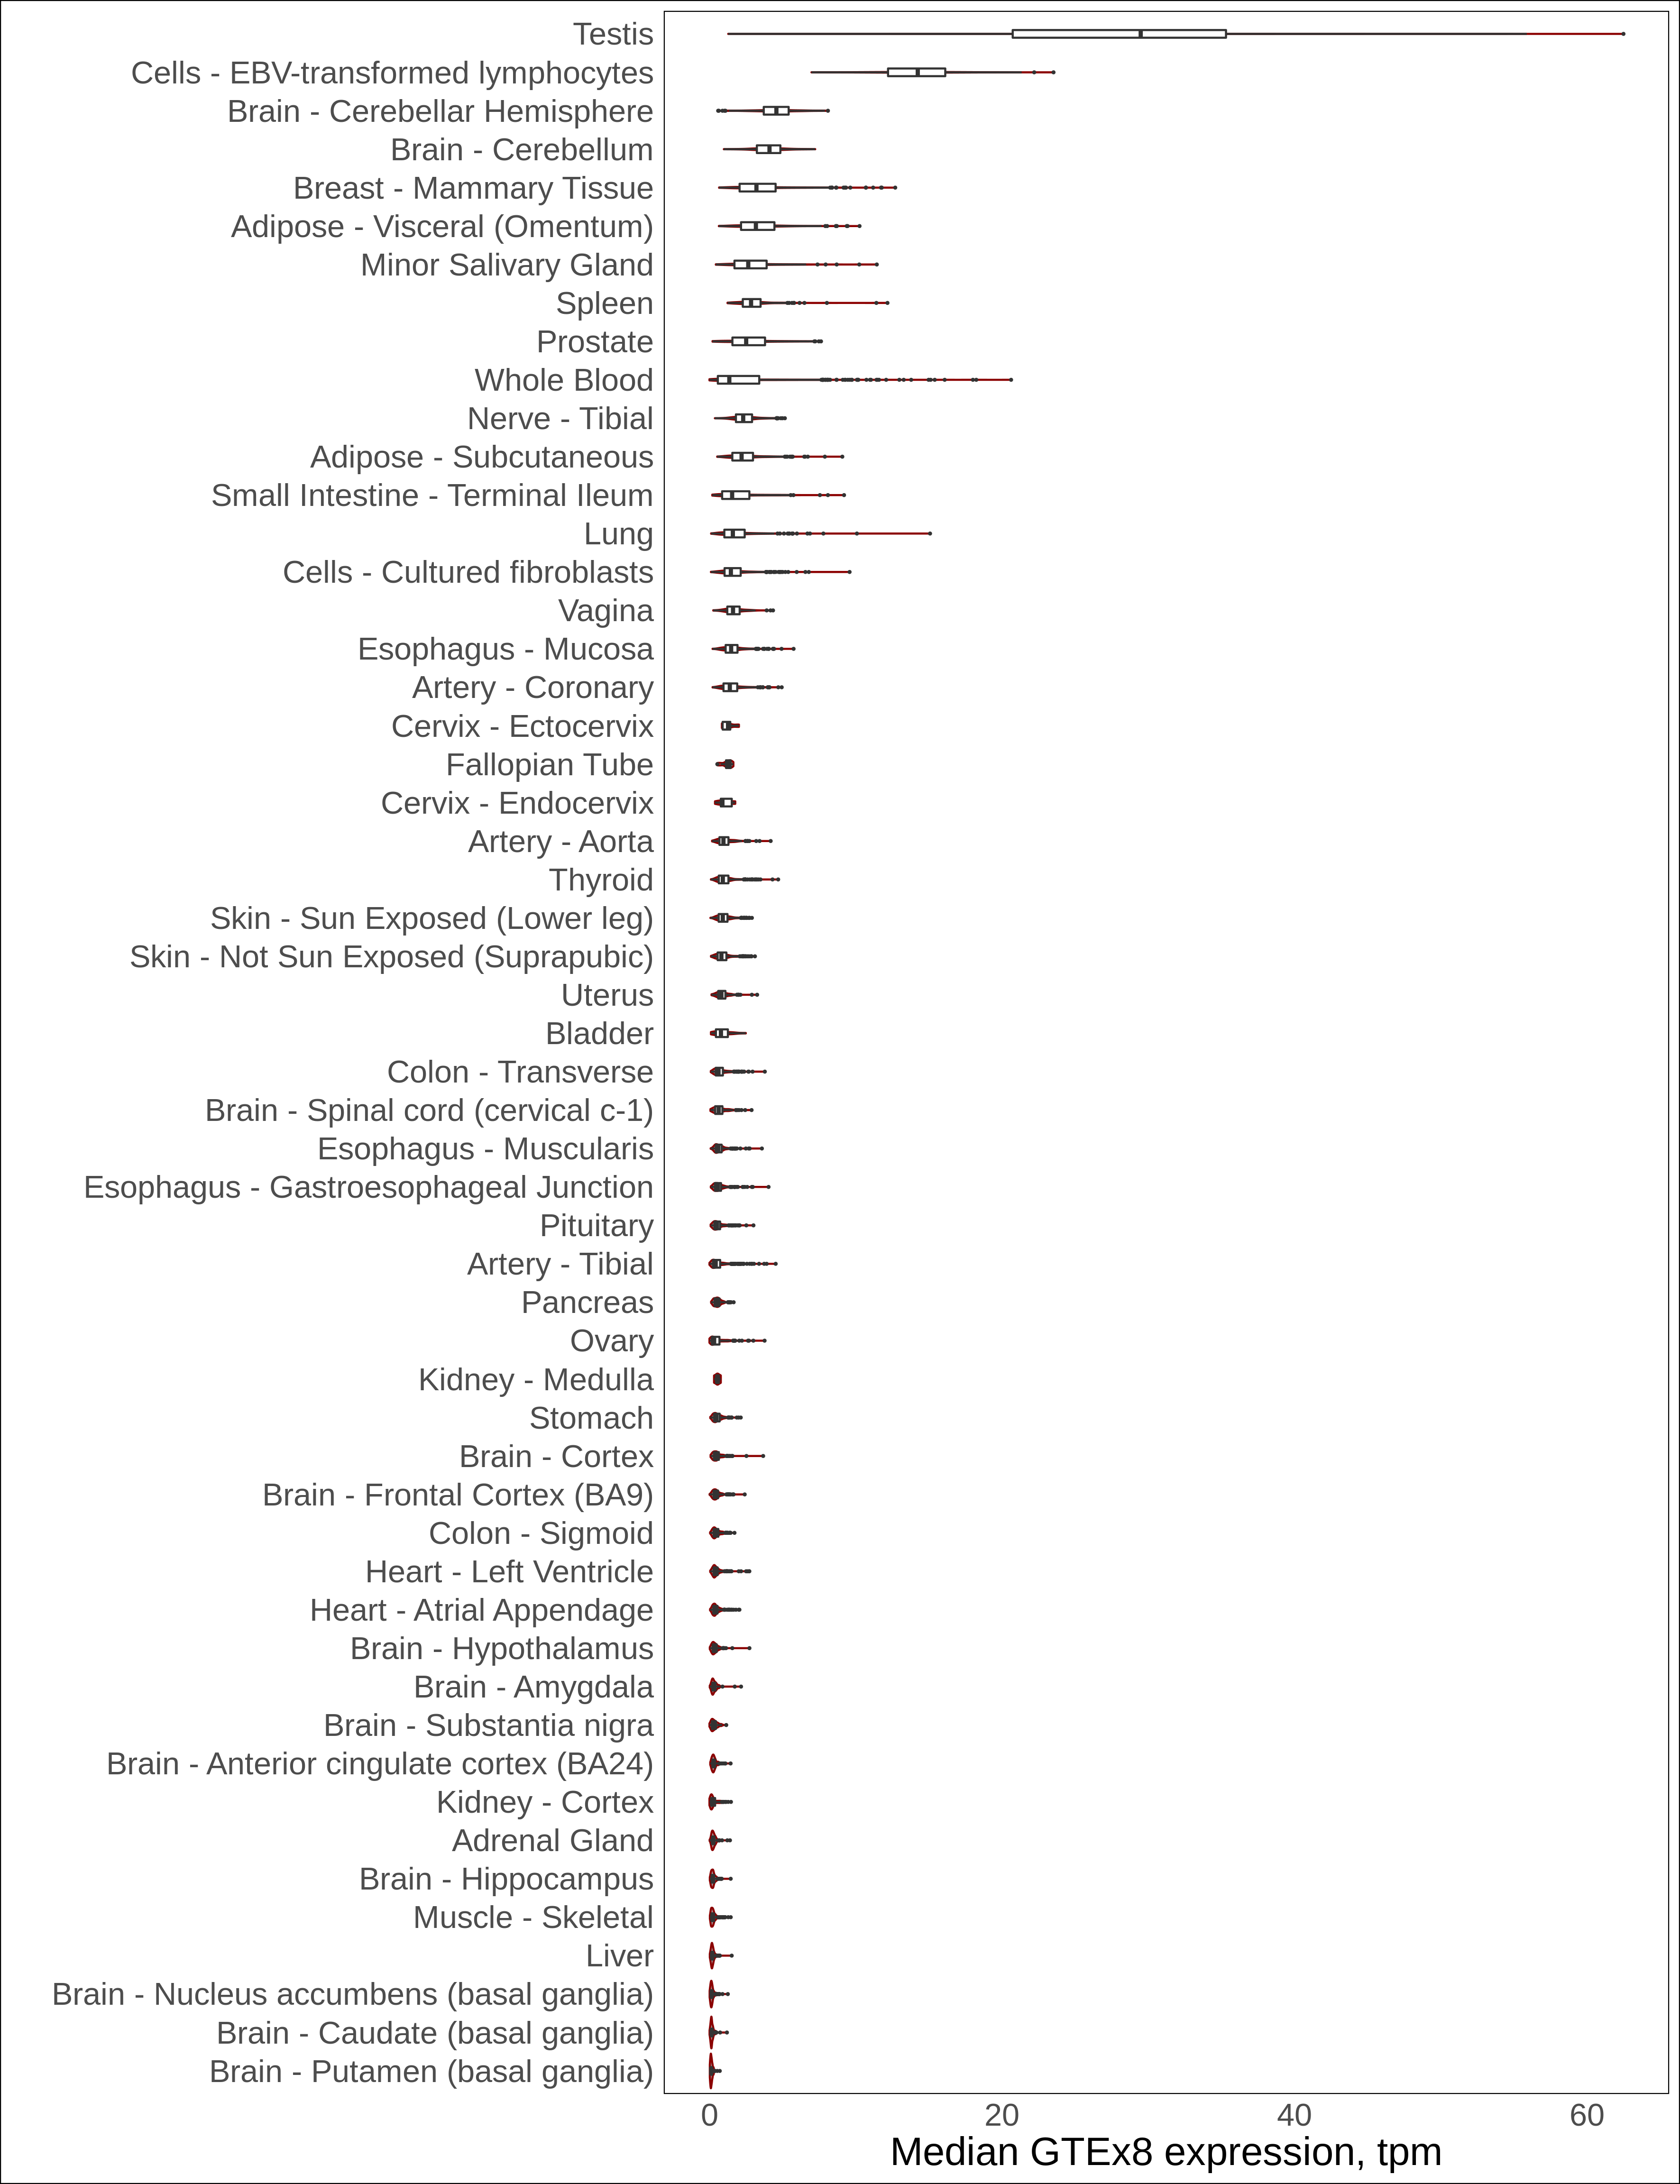 Testis
Cells - EBV-transformed lymphocytes
Brain - Cerebellar Hemisphere
Brain - Cerebellum
Breast - Mammary Tissue
Adipose - Visceral (Omentum)
Minor Salivary Gland
Spleen
Prostate
Whole Blood
Nerve - Tibial
Adipose - Subcutaneous
Small Intestine - Terminal Ileum
Lung
Cells - Cultured fibroblasts
Vagina
Esophagus - Mucosa
Artery - Coronary
Cervix - Ectocervix
Fallopian Tube
Cervix - Endocervix
Artery - Aorta
Thyroid
Skin - Sun Exposed (Lower leg)
Skin - Not Sun Exposed (Suprapubic)
Uterus
Bladder
Colon - Transverse
Brain - Spinal cord (cervical c-1)
Esophagus - Muscularis
Esophagus - Gastroesophageal Junction
Pituitary
Artery - Tibial
Pancreas
Ovary
Kidney - Medulla
Stomach
Brain - Cortex
Brain - Frontal Cortex (BA9)
Colon - Sigmoid
Heart - Left Ventricle
Heart - Atrial Appendage
Brain - Hypothalamus
Brain - Amygdala
Brain - Substantia nigra
Brain - Anterior cingulate cortex (BA24)
Kidney - Cortex
Adrenal Gland
Brain - Hippocampus
Muscle - Skeletal
Liver
Brain - Nucleus accumbens (basal ganglia)
Brain - Caudate (basal ganglia)
Brain - Putamen (basal ganglia)
0 20 40 60
Median GTEx8 expression, tpm